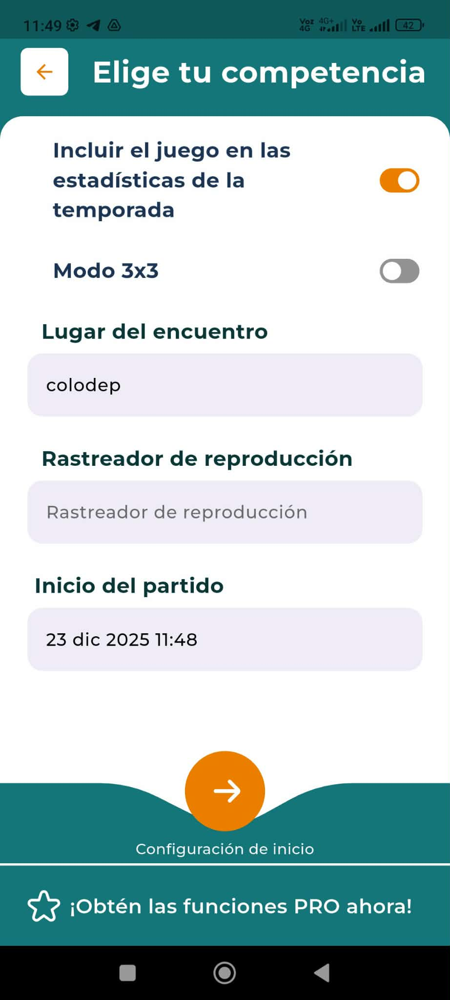 11:49
Voz 4G 4G+ Vo LTE 42
Elige tu competencia
Incluir el juego en las
estadísticas de la
temporada
Modo 3x3
Lugar del encuentro
colodep
Rastreador de reproducción
Rastreador de reproducción
Inicio del partido
23 dic 2025 11:48
Configuración de inicio
¡Obtén las funciones PRO ahora!